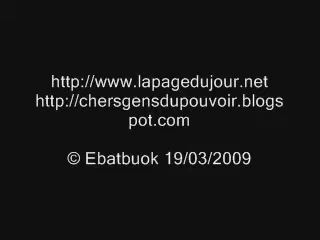 http://www.lapagedujour.net
http://chersgensdupouvoir.blogs
pot.com
© Ebatbuok 19/03/2009